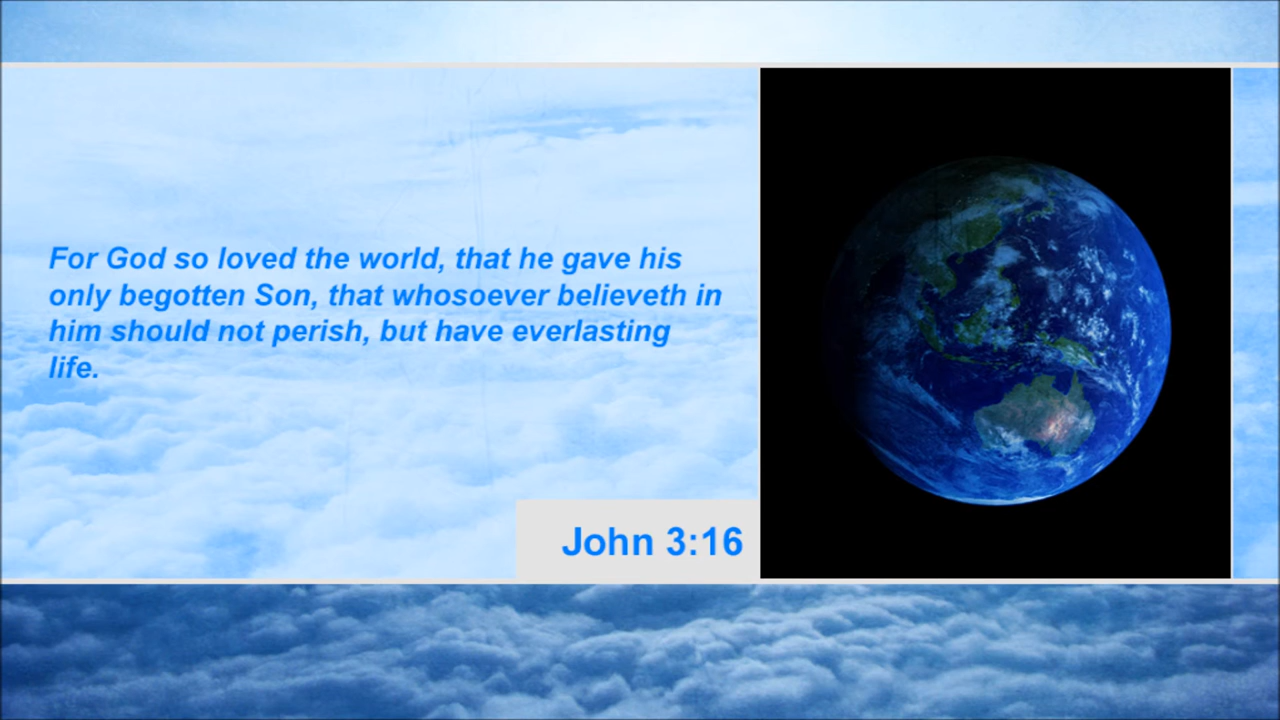 For God so loved the world, that he gave his
only begotten Son, that whosoever believeth in
him should not perish, but have everlasting
life.
John 3:16